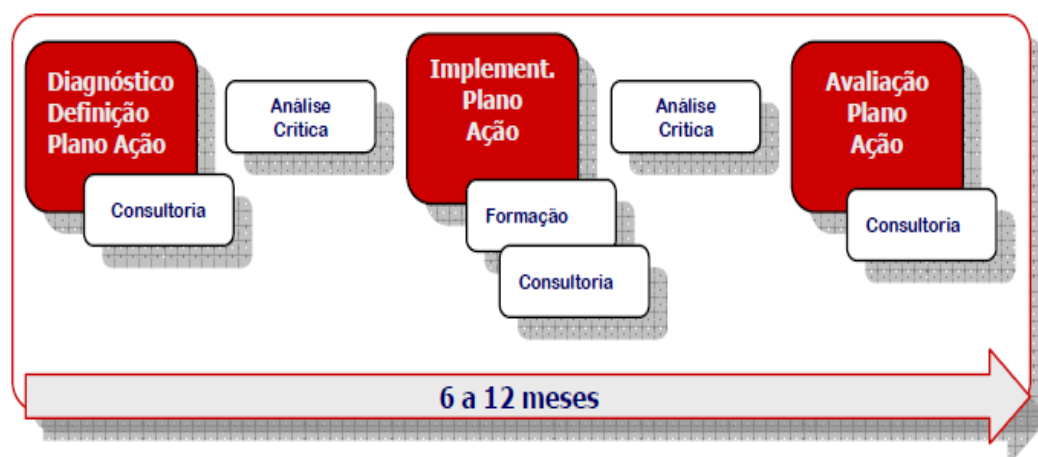 Diagnóstico
Definição
Plano Ação
Consultoria
Análise
Critica
Implement.
Plano
Ação
Formação
Consultoria
Análise
Critica
Avaliação
Plano
Ação
Consultoria
6 a 12 meses